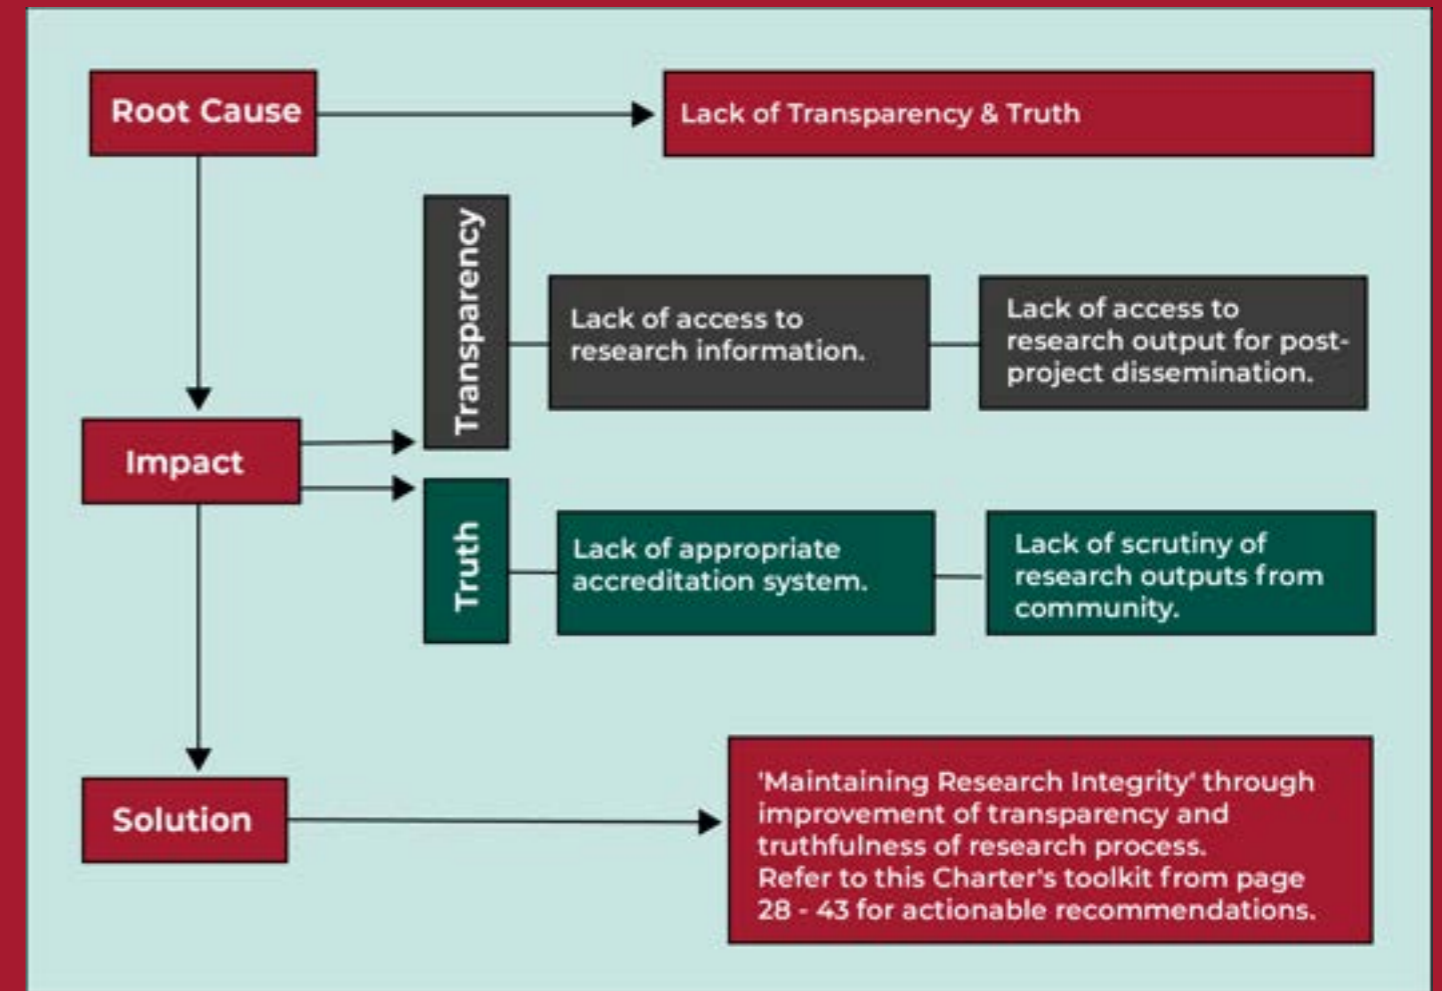 Root Cause
Lack of Transparency & Truth
Transparency
Lack of access to
research information.
Lack of access to
research output for post-
project dissemination.
Impact
Truth
Lack of appropriate
accreditation system.
Lack of scrutiny of
research outputs from
community.
Solution
'Maintaining Research Integrity' through
improvement of transparency and
truthfulness of research process.
Refer to this Charter's toolkit from page
28 - 43 for actionable recommendations.